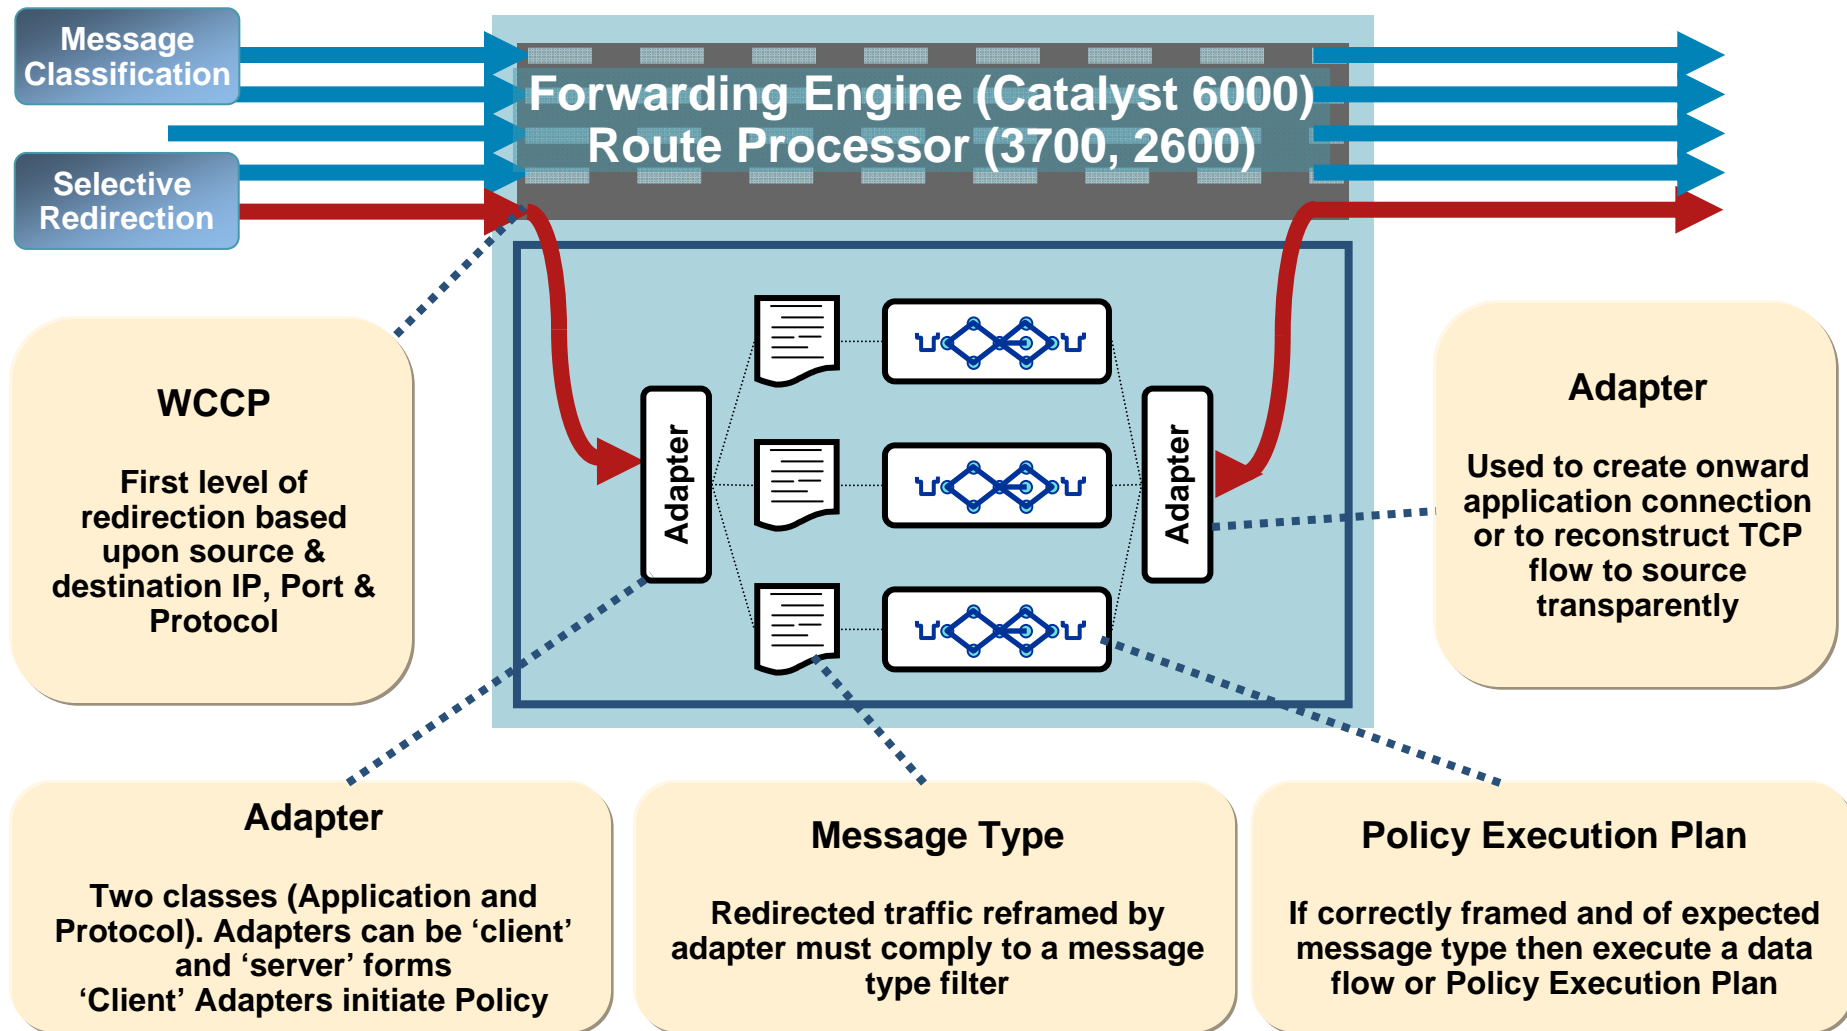 Message
Classification
Forwarding Engine (Catalyst 6000)
Route Processor (3700, 2600)
Selective
Redirection
WCCP
First level of
redirection based
upon source &
destination IP, Port &
Protocol
Adapter
Adapter
Adapter
Used to create onward
application connection
or to reconstruct TCP
flow to source
transparently
Adapter
Two classes (Application and
Protocol). Adapters can be ‘client’
and ‘server’ forms
‘Client’ Adapters initiate Policy
Message Type
Redirected traffic reframed by
adapter must comply to a message
type filter
Policy Execution Plan
If correctly framed and of expected
message type then execute a data
flow or Policy Execution Plan